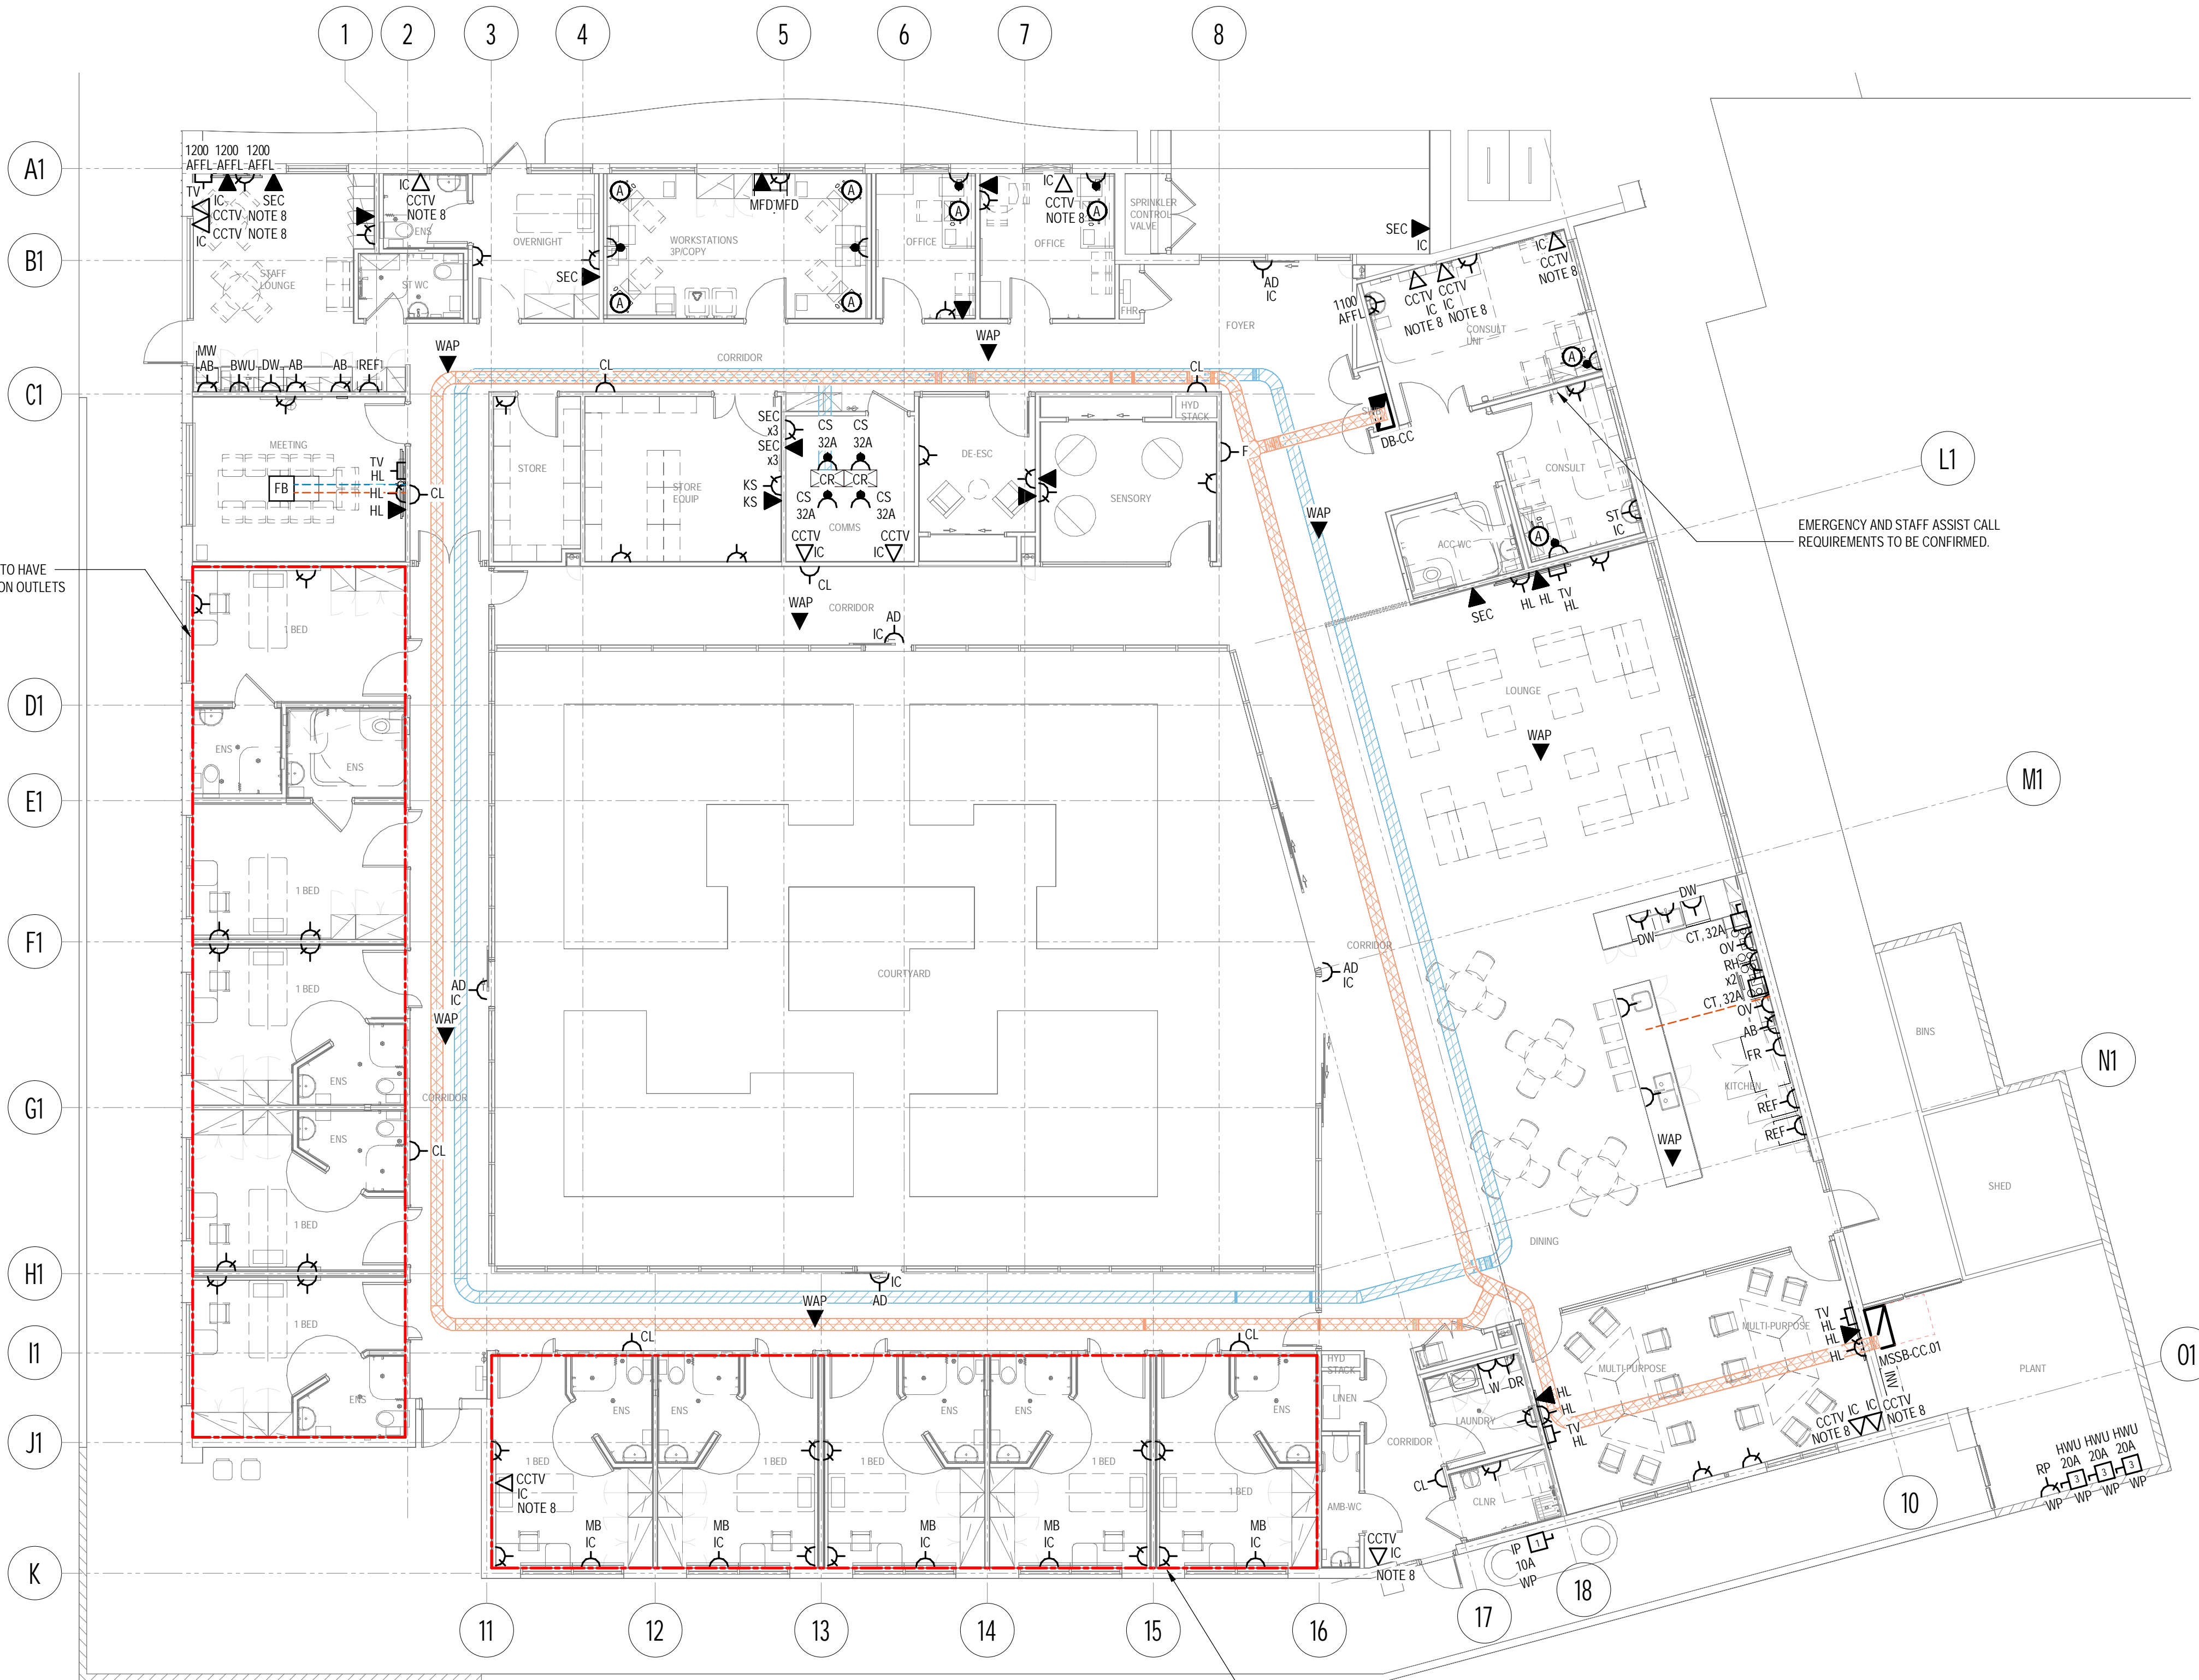 1
2
3
4
5
6
7
8
A1
B1
C1
D1
E1
F1
G1
H1
I1
J1
K
L1
M1
N1
O1
10
11
12
13
14
15
16
17
18
1200 1200 1200
AFFL AFFL AFFL
TV
IC SEC
CCTV NOTE 8
CCTV NOTE 8
IC
STAFF
LOUNGE
IC
CCTV
NOTE 8
ENS
ST WC
OVERNIGHT
SEC
WORKSTATIONS
3P/COPY
A
A
A
A
MFD MFD
OFFICE
A
IC
CCTV
NOTE 8
A
OFFICE
SPRINKLER
CONTROL
VALVE
FHR
SEC
IC
AD
IC
FOYER
1100
AFFL
CCTV CCTV
IC IC
NOTE 8 NOTE 8
IC
CCTV
NOTE 8
CONSULT
UNI
A
MW
AB BWU DW AB AB REF
WAP
CORRIDOR
WAP
CL
CL
MEETING
FB
TV
HL
HL
HL
CL
STORE
STORE
EQUIP
SEC
x3
SEC
x3
KS
KS
CS
32A
CS
32A
CR CR
CS
32A
CS
32A
COMMS
CCTV
IC
CCTV
IC
CL
DE-ESC
HYD
STACK
SENSORY
F
DB-CC
CONSULT
ST
IC
A
ACC WC
SEC
HL HL TV
HL
EMERGENCY AND STAFF ASSIST CALL
REQUIREMENTS TO BE CONFIRMED.
TO HAVE
ON OUTLETS
WAP
WAP
CORRIDOR
AD
IC
1 BED
ENS
ENS
1 BED
1 BED
ENS
ENS
1 BED
1 BED
ENS
CORRIDOR
WAP
CL
AD
IC
COURTYARD
AD
IC
CORRIDOR
LOUNGE
WAP
DW
DW
CT, 32A
OV
RH
x2
CT, 32A
OV
AB
FR
KITCHEN
REF
REF
WAP
DINING
BINS
SHED
PLANT
IC
AD
WAP
CL
CL
ENS
ENS
ENS
ENS
1 BED
1 BED
1 BED
1 BED
CCTV
IC
NOTE 8
MB
IC
MB
IC
MB
IC
MB
IC
MB
IC
HYD
STACK
LINEN
AMB-WC
CORRIDOR
CCTV
IC
NOTE 8
W DR
LAUNDRY
CL
CLNR
HL
HL
TV
HL
MULTI-PURPOSE
MULTI-PURPOSE
TV
HL
HL
HL
MSSB-CC.01
INV
CCTV IC
NOTE 8
IC CCTV
NOTE 8
IP
10A
WP
1
RP
HWU HWU HWU
20A 20A 20A
3 3 3
WP WP WP WP